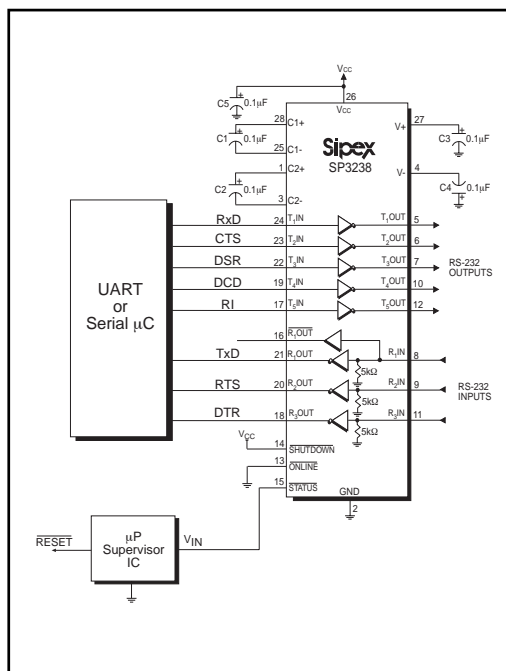 VCC
26
VCC
C5
+
0.1µF
28
C1+
C1
+
0.1µF
25
C1-
1
C2+
C2
+
0.1µF
3
C2-
Sipex
SP3238
V+
27
C3
+
0.1µF
V-
4
C4
0.1µF
+
UART
or
Serial µC
RxD 24 T1IN T1OUT 5
CTS 23 T2IN T2OUT 6
DSR 22 T3IN T3OUT 7
DCD 19 T4IN T4OUT 10
RI 17 T5IN T5OUT 12
RS-232
OUTPUTS
16 R1OUT
TxD 21 R1OUT R1IN 8
5kΩ
RTS 20 R2OUT R2IN 9
5kΩ
DTR 18 R3OUT R3IN 11
5kΩ
RS-232
INPUTS
VCC
14
SHUTDOWN
13
ONLINE
15
STATUS
GND
2
RESET
µP
Supervisor
IC
VIN